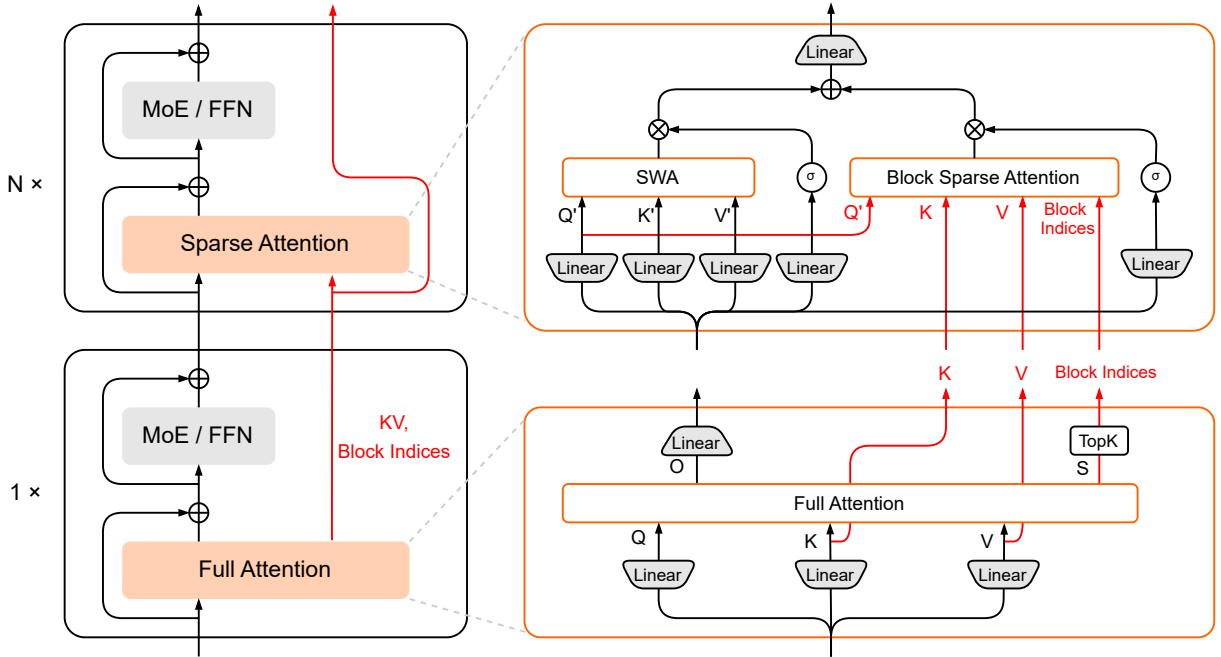 MoE / FFN
N ×
Sparse Attention
MoE / FFN
KV,
Block Indices
1 ×
Full Attention
Linear
SWA
σ
Block Sparse Attention
σ
Q'
K'
V'
Q'
K
V
Block
Indices
Linear
Linear
Linear
Linear
Linear
K
V
Block Indices
Linear
TopK
O
S
Full Attention
Q
K
V
Linear
Linear
Linear